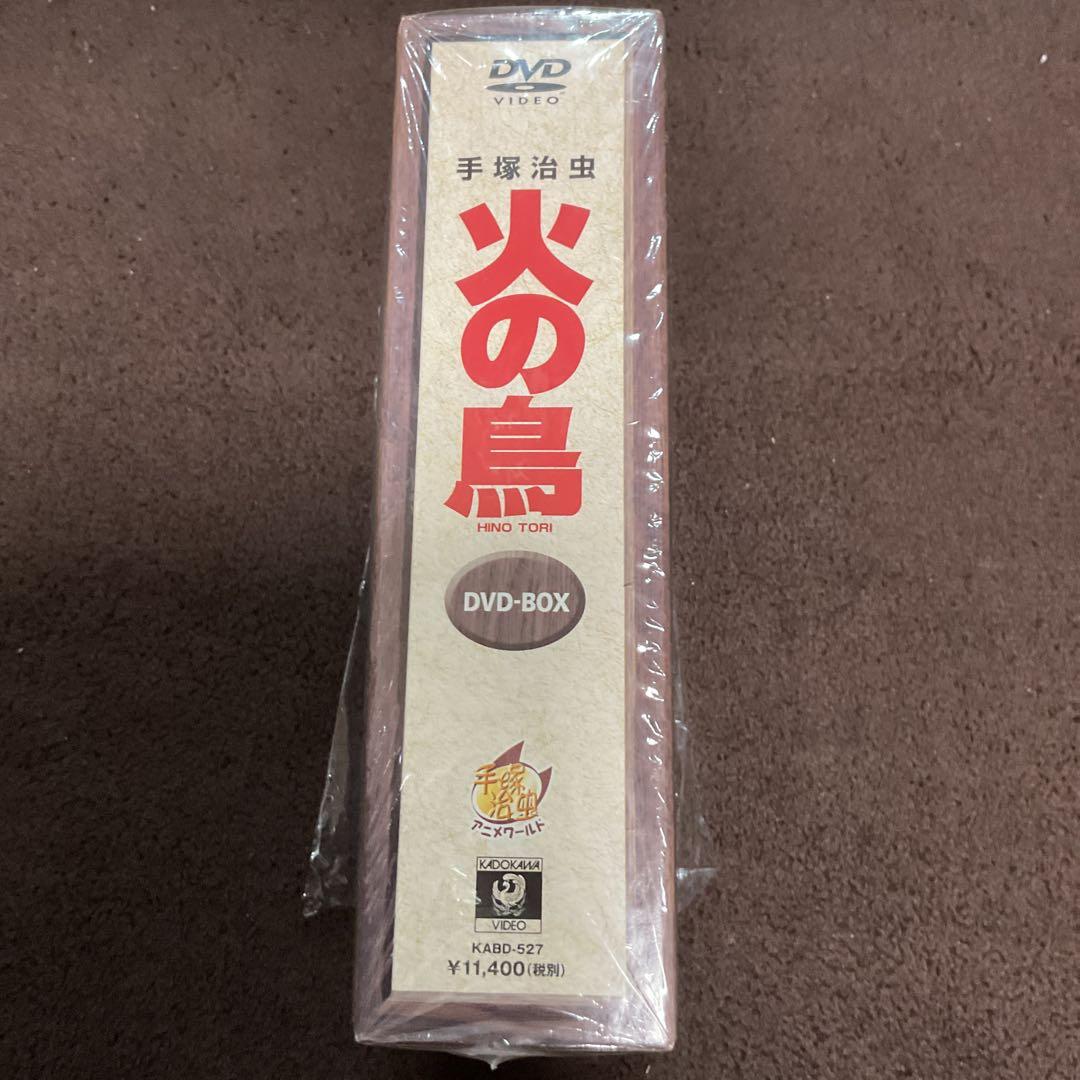 DVD
VIDEO
手塚治虫
火の鳥
HINO TORI
DVD-BOX
手塚
治虫
アニメワールド
KADOKAWA
VIDEO
KABD-527
¥11,400(税別)